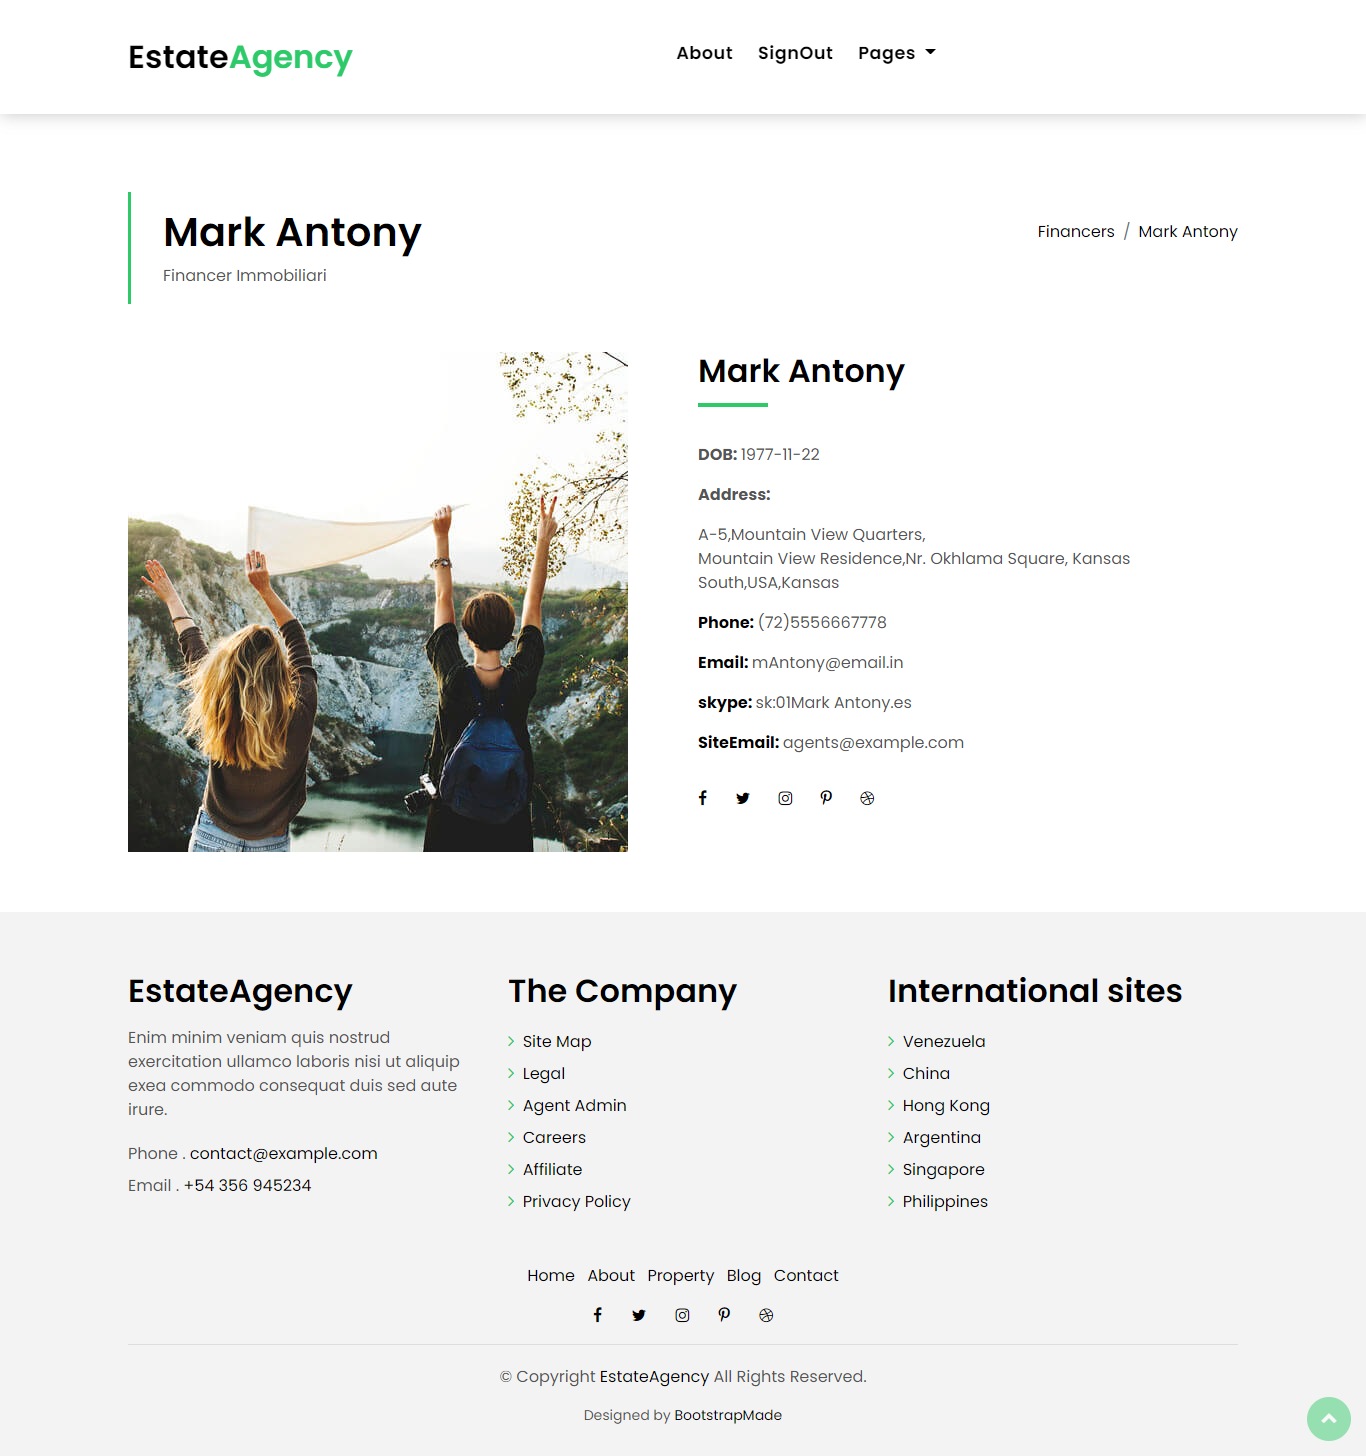 EstateAgency
About SignOut Pages
Mark Antony
Financer Immobiliari
Financers / Mark Antony
Mark Antony
DOB: 1977-11-22
Address:
A-5,Mountain View Quarters,
Mountain View Residence,Nr. Okhlama Square, Kansas
South,USA,Kansas
Phone: (72)5556667778
Email: mAntony@email.in
skype: sk:01Mark Antony.es
SiteEmail: agents@example.com
EstateAgency
Enim minim veniam quis nostrud
exercitation ullamco laboris nisi ut aliquip
exea commodo consequat duis sed aute
irure.
Phone . contact@example.com
Email . +54 356 945234
The Company
Site Map
Legal
Agent Admin
Careers
Affiliate
Privacy Policy
International sites
Venezuela
China
Hong Kong
Argentina
Singapore
Philippines
Home About Property Blog Contact
© Copyright EstateAgency All Rights Reserved.
Designed by BootstrapMade